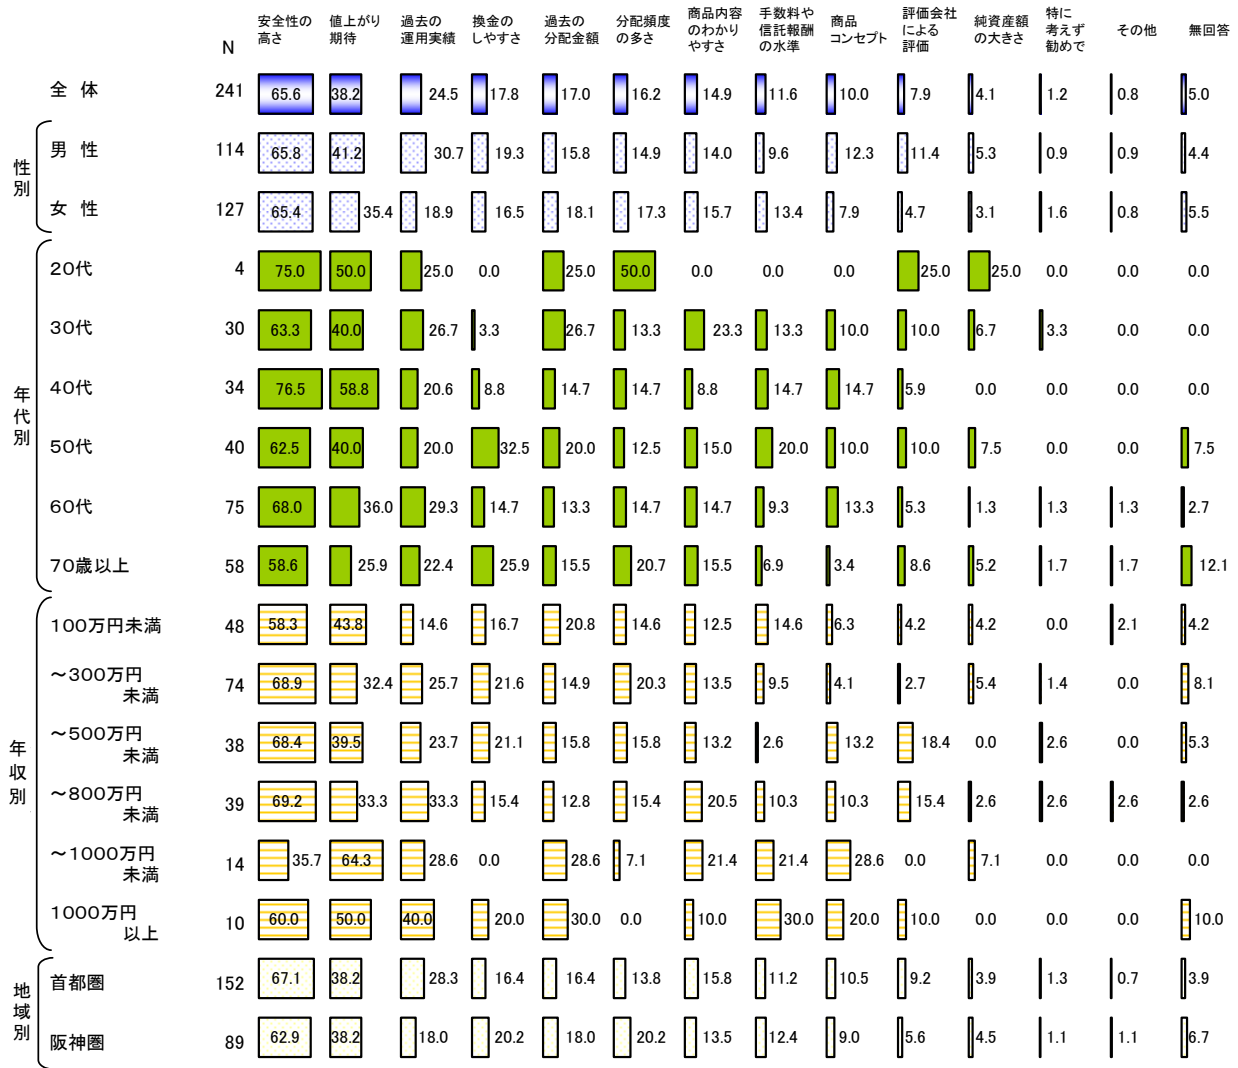 N 安全性の高さ 値上がり期待 過去の運用実績 換金のしやすさ 過去の分配金額 分配頻度の多さ 商品内容のわかりやすさ 手数料や信託報酬の水準 商品コンセプト 評価会社による評価 純資産額の大きさ 特に考えず勧めで その他 無回答
全 体 241 65.6 38.2 24.5 17.8 17.0 16.2 14.9 11.6 10.0 7.9 4.1 1.2 0.8 5.0
性別
男 性 114 65.8 41.2 30.7 19.3 15.8 14.9 14.0 9.6 12.3 11.4 5.3 0.9 0.9 4.4
女 性 127 65.4 35.4 18.9 16.5 18.1 17.3 15.7 13.4 7.9 4.7 3.1 1.6 0.8 5.5
年代別
20代 4 75.0 50.0 25.0 0.0 25.0 50.0 0.0 0.0 0.0 25.0 25.0 0.0 0.0 0.0
30代 30 63.3 40.0 26.7 3.3 26.7 13.3 23.3 13.3 10.0 10.0 6.7 3.3 0.0 0.0
40代 34 76.5 58.8 20.6 8.8 14.7 14.7 8.8 14.7 14.7 5.9 0.0 0.0 0.0 0.0
50代 40 62.5 40.0 20.0 32.5 20.0 12.5 15.0 20.0 10.0 10.0 7.5 0.0 0.0 7.5
60代 75 68.0 36.0 29.3 14.7 13.3 14.7 14.7 9.3 13.3 5.3 1.3 1.3 1.3 2.7
70歳以上 58 58.6 25.9 22.4 25.9 15.5 20.7 15.5 6.9 3.4 8.6 5.2 1.7 1.7 12.1
年収別
100万円未満 48 58.3 43.8 14.6 16.7 20.8 14.6 12.5 14.6 6.3 4.2 4.2 0.0 2.1 4.2
～300万円未満 74 68.9 32.4 25.7 21.6 14.9 20.3 13.5 9.5 4.1 2.7 5.4 1.4 0.0 8.1
～500万円未満 38 68.4 39.5 23.7 21.1 15.8 15.8 13.2 2.6 13.2 18.4 0.0 2.6 0.0 5.3
～800万円未満 39 69.2 33.3 33.3 15.4 12.8 15.4 20.5 10.3 10.3 15.4 2.6 2.6 2.6 2.6
～1000万円未満 14 35.7 64.3 28.6 0.0 28.6 7.1 21.4 21.4 28.6 0.0 7.1 0.0 0.0 0.0
1000万円以上 10 60.0 50.0 40.0 20.0 30.0 0.0 10.0 30.0 20.0 10.0 0.0 0.0 0.0 10.0
地域別
首都圏 152 67.1 38.2 28.3 16.4 16.4 13.8 15.8 11.2 10.5 9.2 3.9 1.3 0.7 3.9
阪神圏 89 62.9 38.2 18.0 20.2 18.0 20.2 13.5 12.4 9.0 5.6 4.5 1.1 1.1 6.7